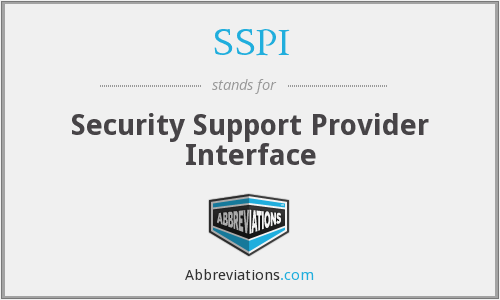 SSPI
stands for
Security Support Provider
Interface
ABBREVIATIONS
Abbreviations.com